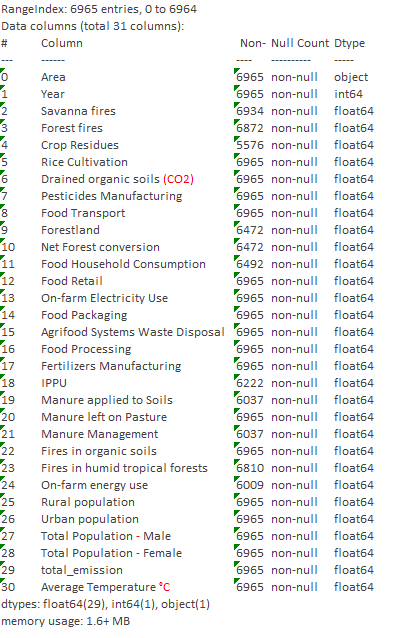 RangeIndex: 6965 entries, 0 to 6964
Data columns (total 31 columns):
# Column Non- Null Count Dtype
--- ------ ---- ---------- -----
0 Area 6965 non-null object
1 Year 6965 non-null int64
2 Savanna fires 6934 non-null float64
3 Forest fires 6872 non-null float64
4 Crop Residues 5576 non-null float64
5 Rice Cultivation 6965 non-null float64
6 Drained organic soils (CO2) 6965 non-null float64
7 Pesticides Manufacturing 6965 non-null float64
8 Food Transport 6965 non-null float64
9 Forestland 6472 non-null float64
10 Net Forest conversion 6472 non-null float64
11 Food Household Consumption 6492 non-null float64
12 Food Retail 6965 non-null float64
13 On-farm Electricity Use 6965 non-null float64
14 Food Packaging 6965 non-null float64
15 Agrifood Systems Waste Disposal 6965 non-null float64
16 Food Processing 6965 non-null float64
17 Fertilizers Manufacturing 6965 non-null float64
18 IPPU 6222 non-null float64
19 Manure applied to Soils 6037 non-null float64
20 Manure left on Pasture 6965 non-null float64
21 Manure Management 6037 non-null float64
22 Fires in organic soils 6965 non-null float64
23 Fires in humid tropical forests 6810 non-null float64
24 On-farm energy use 6009 non-null float64
25 Rural population 6965 non-null float64
26 Urban population 6965 non-null float64
27 Total Population - Male 6965 non-null float64
28 Total Population - Female 6965 non-null float64
29 total_emission 6965 non-null float64
30 Average Temperature °C 6965 non-null float64
dtypes: float64(29), int64(1), object(1)
memory usage: 1.6+ MB